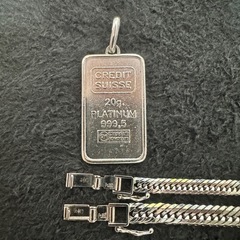 CREDIT
SUISSE
20g.
PLATINUM
999,5